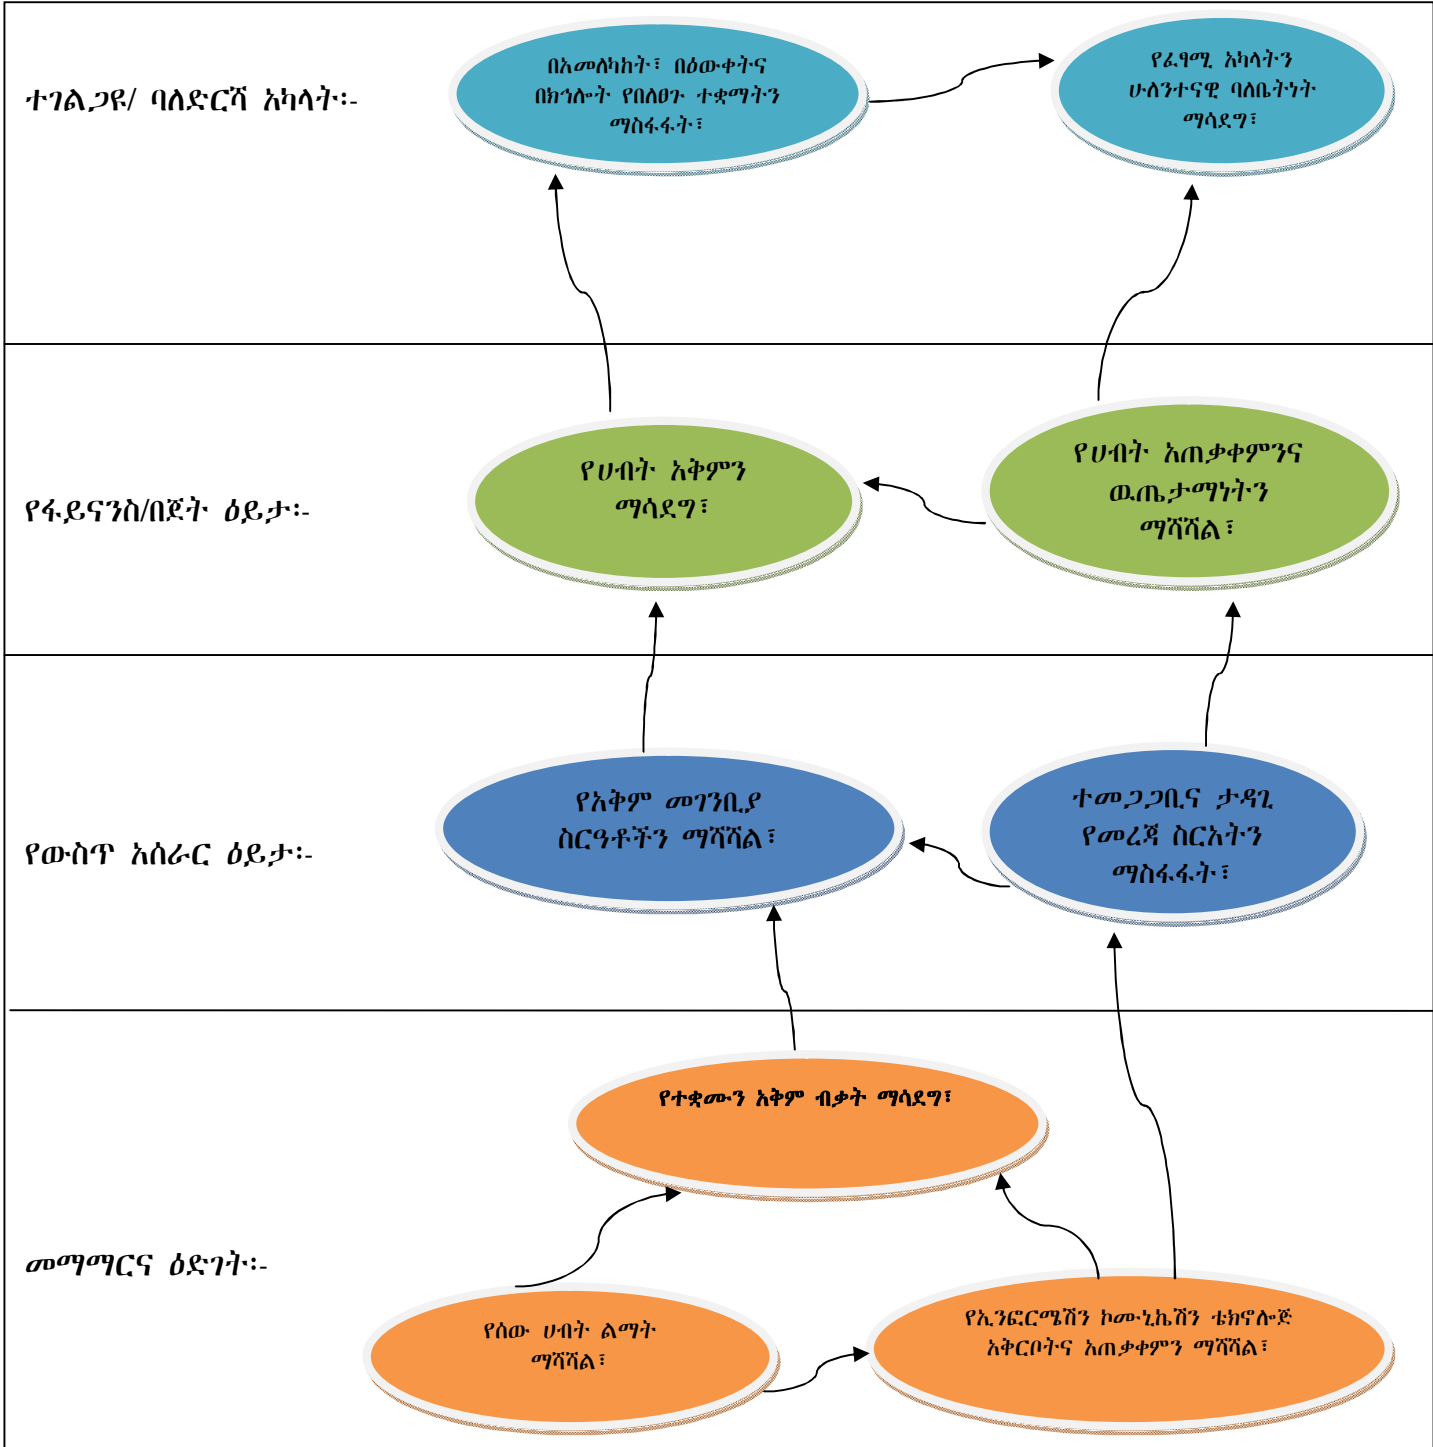 ተገልጋዩ/ ባለድርሻ አካላት፡-
በአመለካከት፣ በዕውቀትና
በክኅሎት የበለፀጉ ተቋማትን
ማስፋፋት፣
የፈፃሚ አካላትን
ሁለንተናዊ ባለቤትነት
ማሳደግ፣
የፋይናንስ/በጀት ዕይታ፡-
የሀብት አቅምን
ማሳደግ፣
የሀብት አጠቃቀምንና
ዉጤታማነትን
ማሻሻል፣
የውስጥ አሰራር ዕይታ፡-
የአቅም መገንቢያ
ስርዓቶችን ማሻሻል፣
ተመጋጋቢና ታዳጊ
የመረጃ ስርአትን
ማስፋፋት፣
መማማርና ዕድገት፡-
የተቋሙን አቅም ብቃት ማሳደግ፣
የሰው ሀብት ልማት
ማሻሻል፣
የኢንፎርሜሽን ኮሙኒኬሽን ቴክኖሎጅ
አቅርቦትና አጠቃቀምን ማሻሻል፣